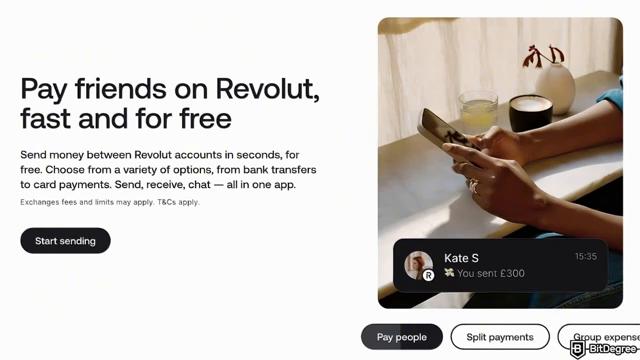 Pay friends on Revolut,
fast and for free
Send money between Revolut accounts in seconds, for
free. Choose from a variety of options, from bank transfers
to card payments. Send, receive, chat — all in one app.
Exchanges fees and limits may apply. T&Cs apply.
Start sending
Kate S
15:35
R
💸 You sent £300
Pay people
Split payments
Group expense
BitDegree